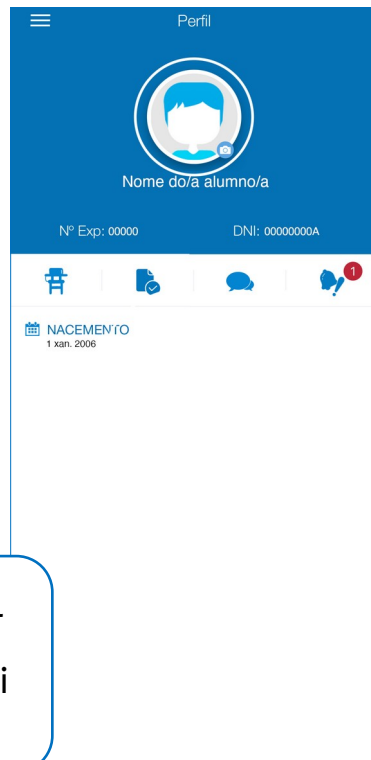 Perfil
Nome do/a alumno/a
Nº Exp: 00000 DNI: 00000000A
1
NACEMENTO
1 xan. 2006
i